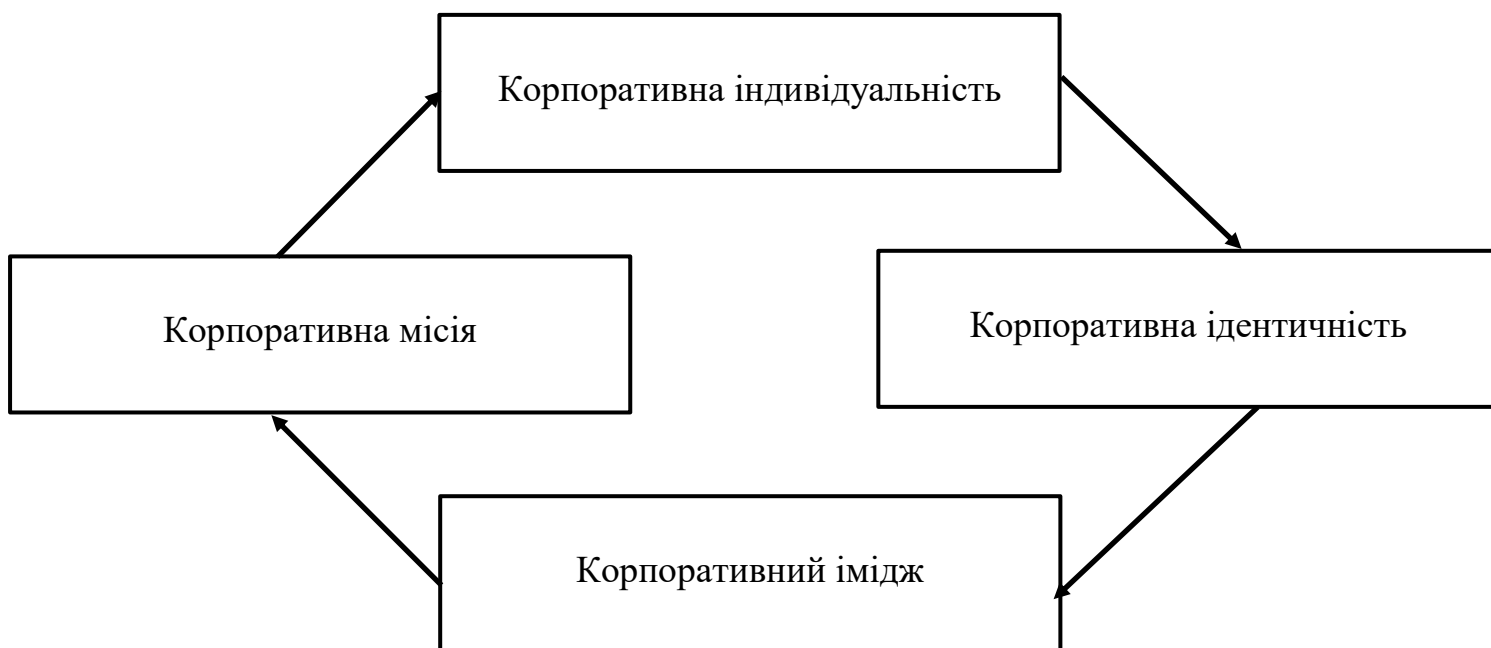 Корпоративна індивідуальність
Корпоративна місія
Корпоративна ідентичність
Корпоративний імідж